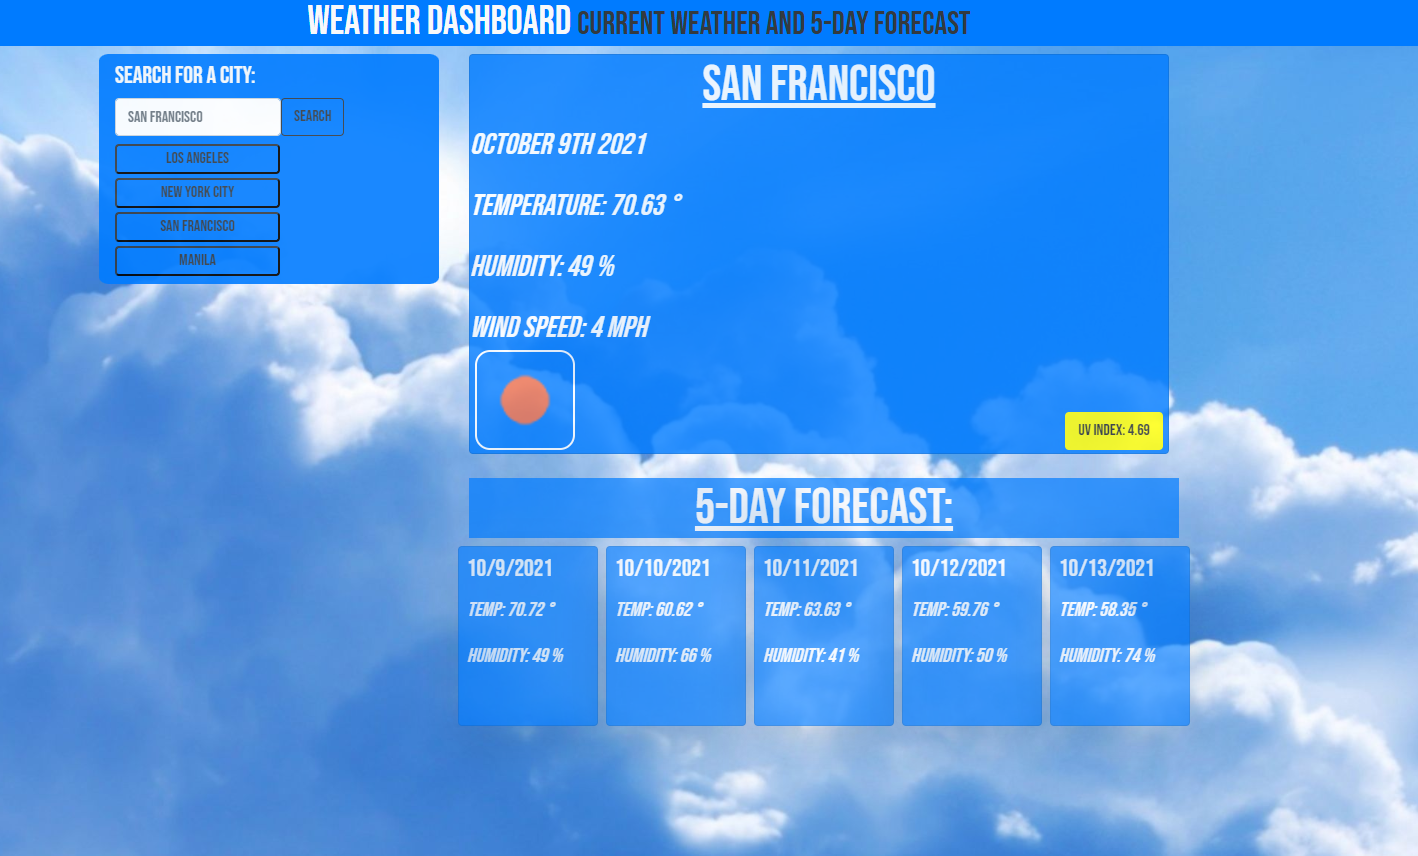 WEATHER DASHBOARD CURRENT WEATHER AND 5-DAY FORECAST
SEARCH FOR A CITY:
SAN FRANCISCO SEARCH
LOS ANGELES
NEW YORK CITY
SAN FRANCISCO
MANILA
SAN FRANCISCO
OCTOBER 9TH 2021
TEMPERATURE: 70.63 °
HUMIDITY: 49 %
WIND SPEED: 4 MPH
UV INDEX: 4.69
5-DAY FORECAST:
10/9/2021
TEMP: 70.72 °
HUMIDITY: 49 %
10/10/2021
TEMP: 60.62 °
HUMIDITY: 66 %
10/11/2021
TEMP: 63.63 °
HUMIDITY: 41 %
10/12/2021
TEMP: 59.76 °
HUMIDITY: 50 %
10/13/2021
TEMP: 58.35 °
HUMIDITY: 74 %